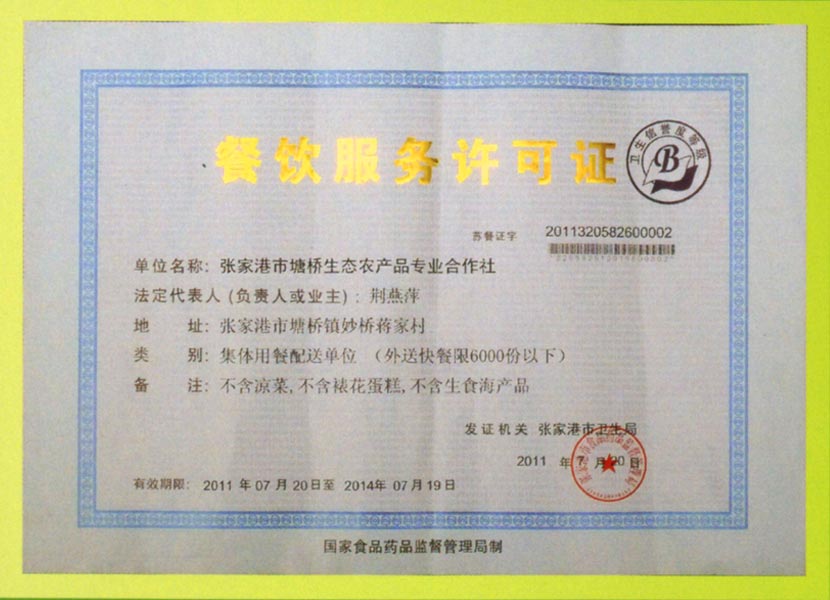 餐饮服务许可证
卫生信誉度等级
B
苏餐证字 2011320582600002
单位名称: 张家港市塘桥生态农产品专业合作社
法定代表人(负责人或业主): 荆燕萍
地 址: 张家港市塘桥镇妙桥蒋家村
类 别: 集体用餐配送单位 (外送快餐限6000份以下)
备 注: 不含凉菜,不含裱花蛋糕,不含生食海产品
发证机关 张家港市卫生局
2011 年 7 月 20 日
有效期限: 2011 年 07 月 20 日至 2014年 07 月 19 日
国家食品药品监督管理局制